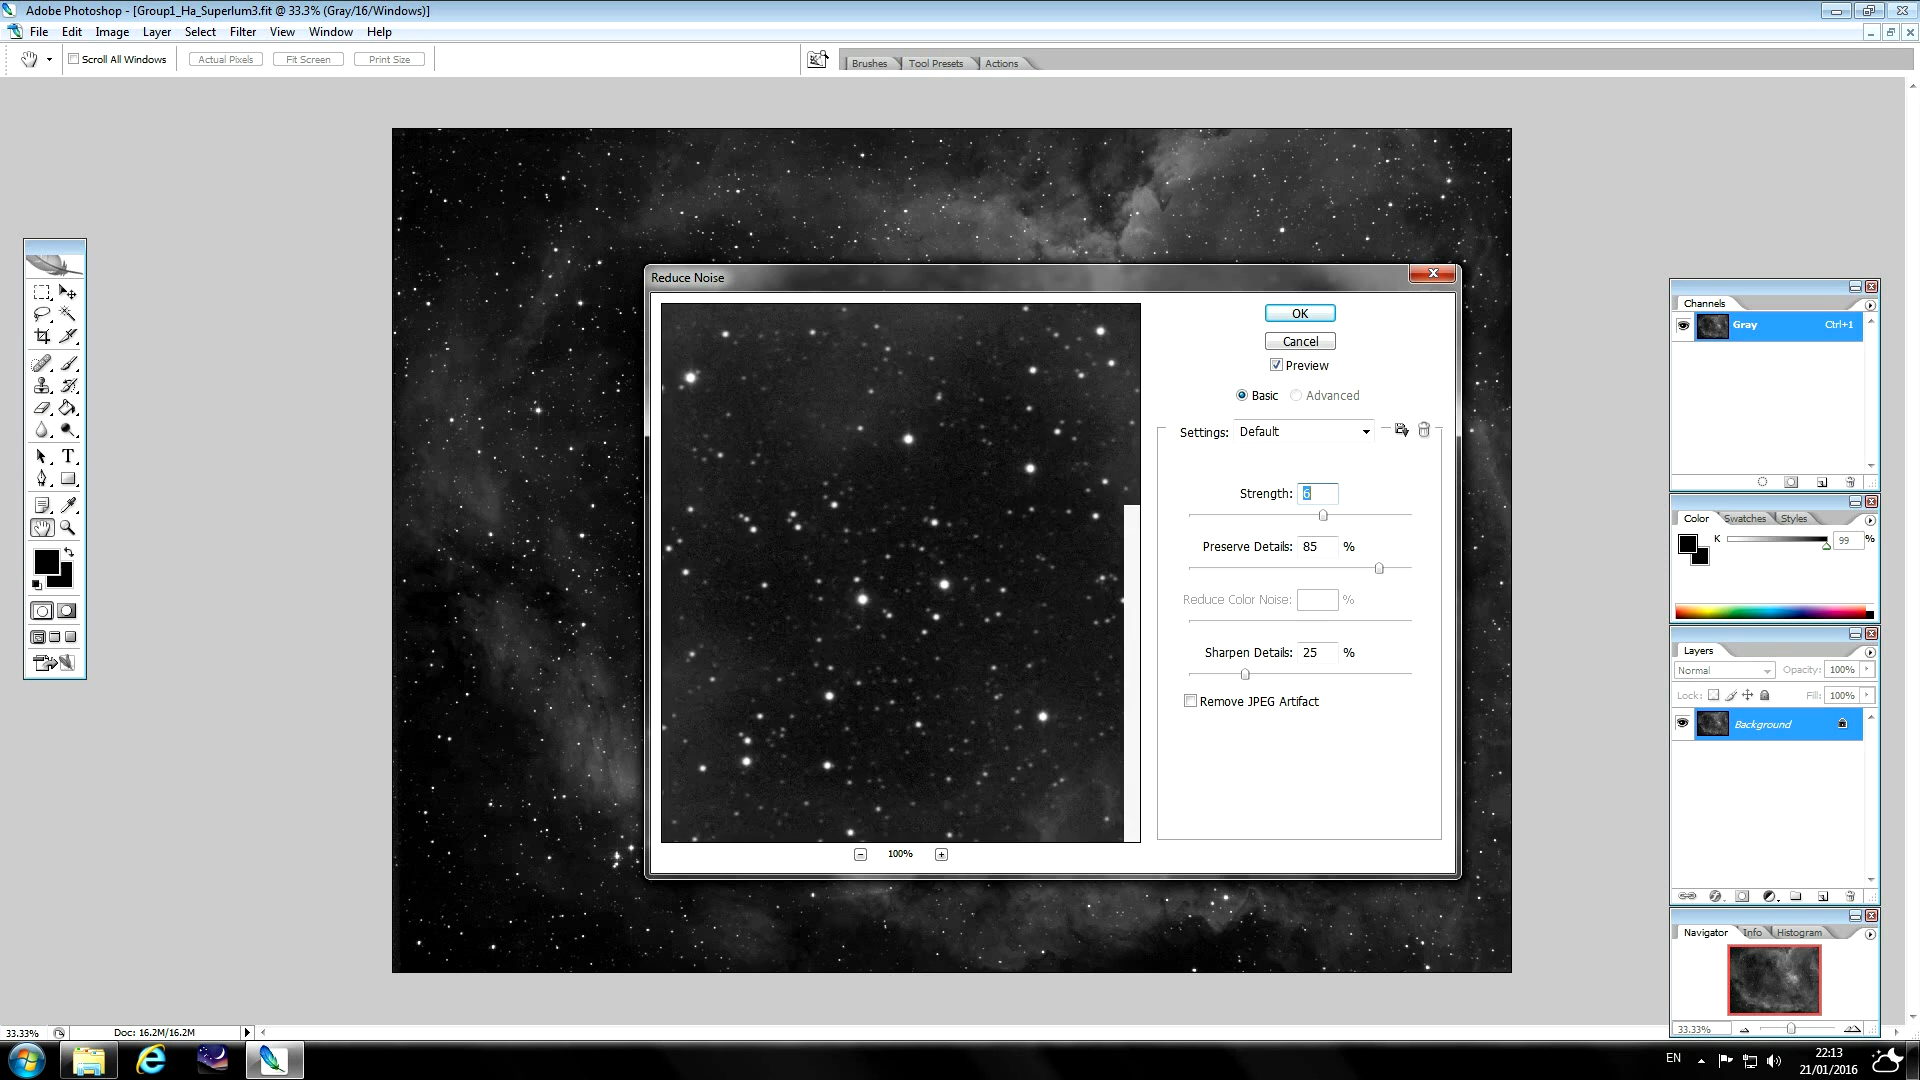 Adobe Photoshop - [Group1_Ha_Superlum3.fit @ 33.3% (Gray/16/Windows)]
File Edit Image Layer Select Filter View Window Help
Scroll All Windows Actual Pixels Fit Screen Print Size Brushes Tool Presets Actions
Reduce Noise
OK
Cancel
Preview
Basic Advanced
Settings: Default
Strength: 6
Preserve Details: 85 %
Reduce Color Noise: %
Sharpen Details: 25 %
Remove JPEG Artifact
100%
T
Channels
Gray Ctrl+1
Color Swatches Styles
K 99 %
Layers
Normal Opacity: 100%
Lock: Fill: 100%
Background
Navigator Info Histogram
33.33%
33.33% Doc: 16.2M/16.2M
EN
22:13
21/01/2016